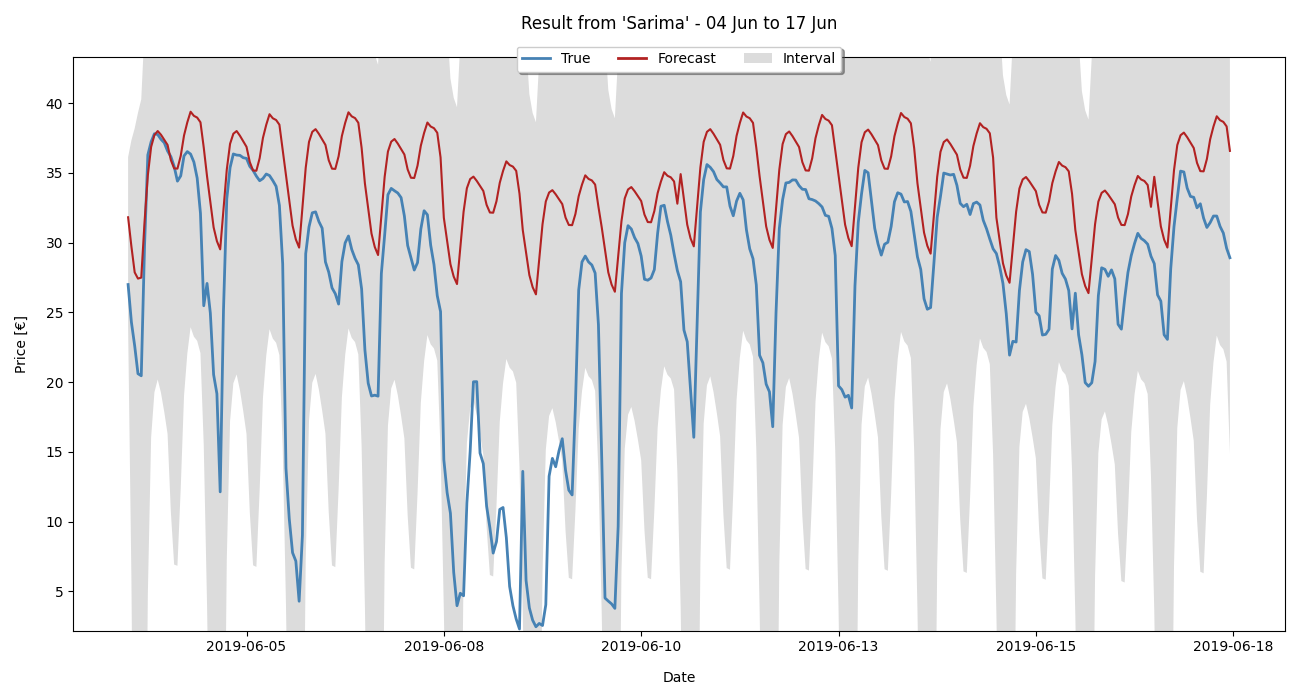 Result from 'Sarima' - 04 Jun to 17 Jun
True Forecast Interval
40
35
30
25
20
15
10
5
Price [€]
2019-06-05 2019-06-08 2019-06-10 2019-06-13 2019-06-15 2019-06-18
Date